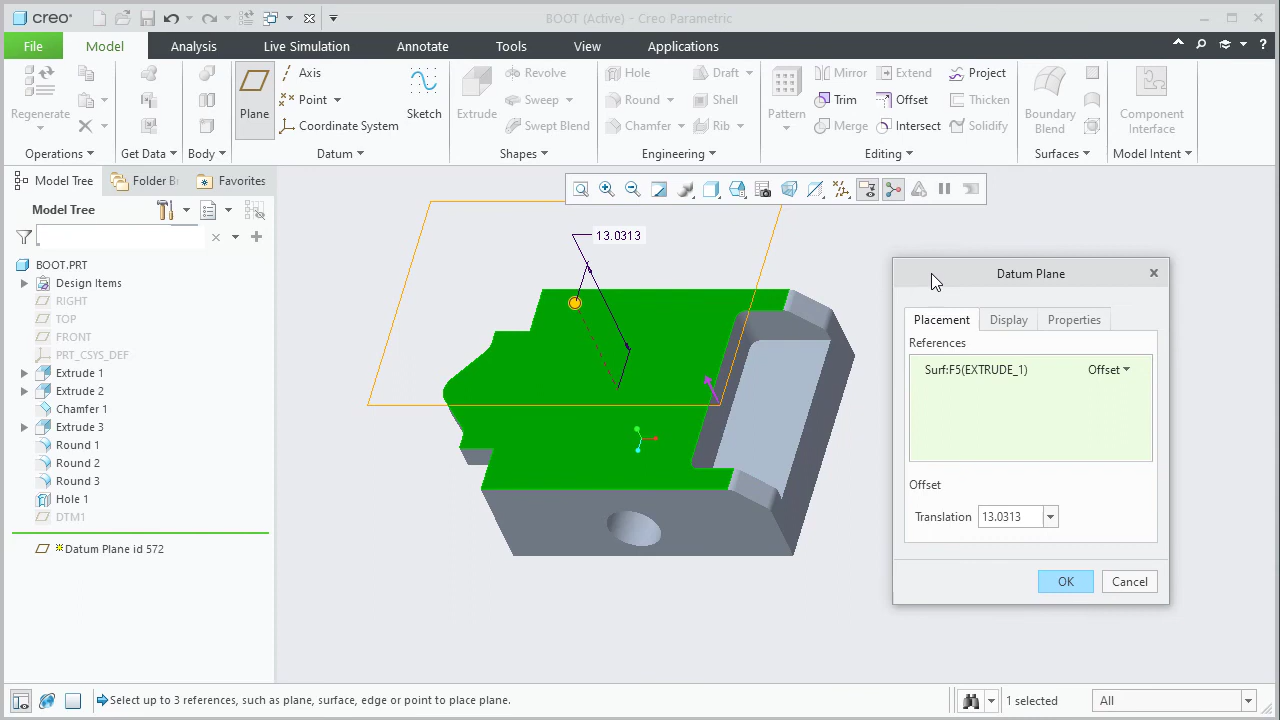 creo®
BOOT (Active) - Creo Parametric
File Model Analysis Live Simulation Annotate Tools View Applications
Regenerate
Operations
Get Data
Body
Plane
Axis
Point
Coordinate System
Sketch
Datum
Extrude
Revolve
Sweep
Swept Blend
Shapes
Hole
Round
Chamfer
Draft
Shell
Rib
Engineering
Pattern
Mirror
Trim
Merge
Extend
Offset
Intersect
Project
Thicken
Solidify
Editing
Boundary
Blend
Surfaces
Component
Interface
Model Intent
Model Tree
Folder Br
Favorites
Model Tree
BOOT.PRT
Design Items
RIGHT
TOP
FRONT
PRT_CSYS_DEF
Extrude 1
Extrude 2
Chamfer 1
Extrude 3
Round 1
Round 2
Round 3
Hole 1
DTM1
Datum Plane id 572
13.0313
Datum Plane
Placement Display Properties
References
Surf:F5(EXTRUDE_1) Offset
Offset
Translation 13.0313
OK Cancel
Select up to 3 references, such as plane, surface, edge or point to place plane.
1 selected
All